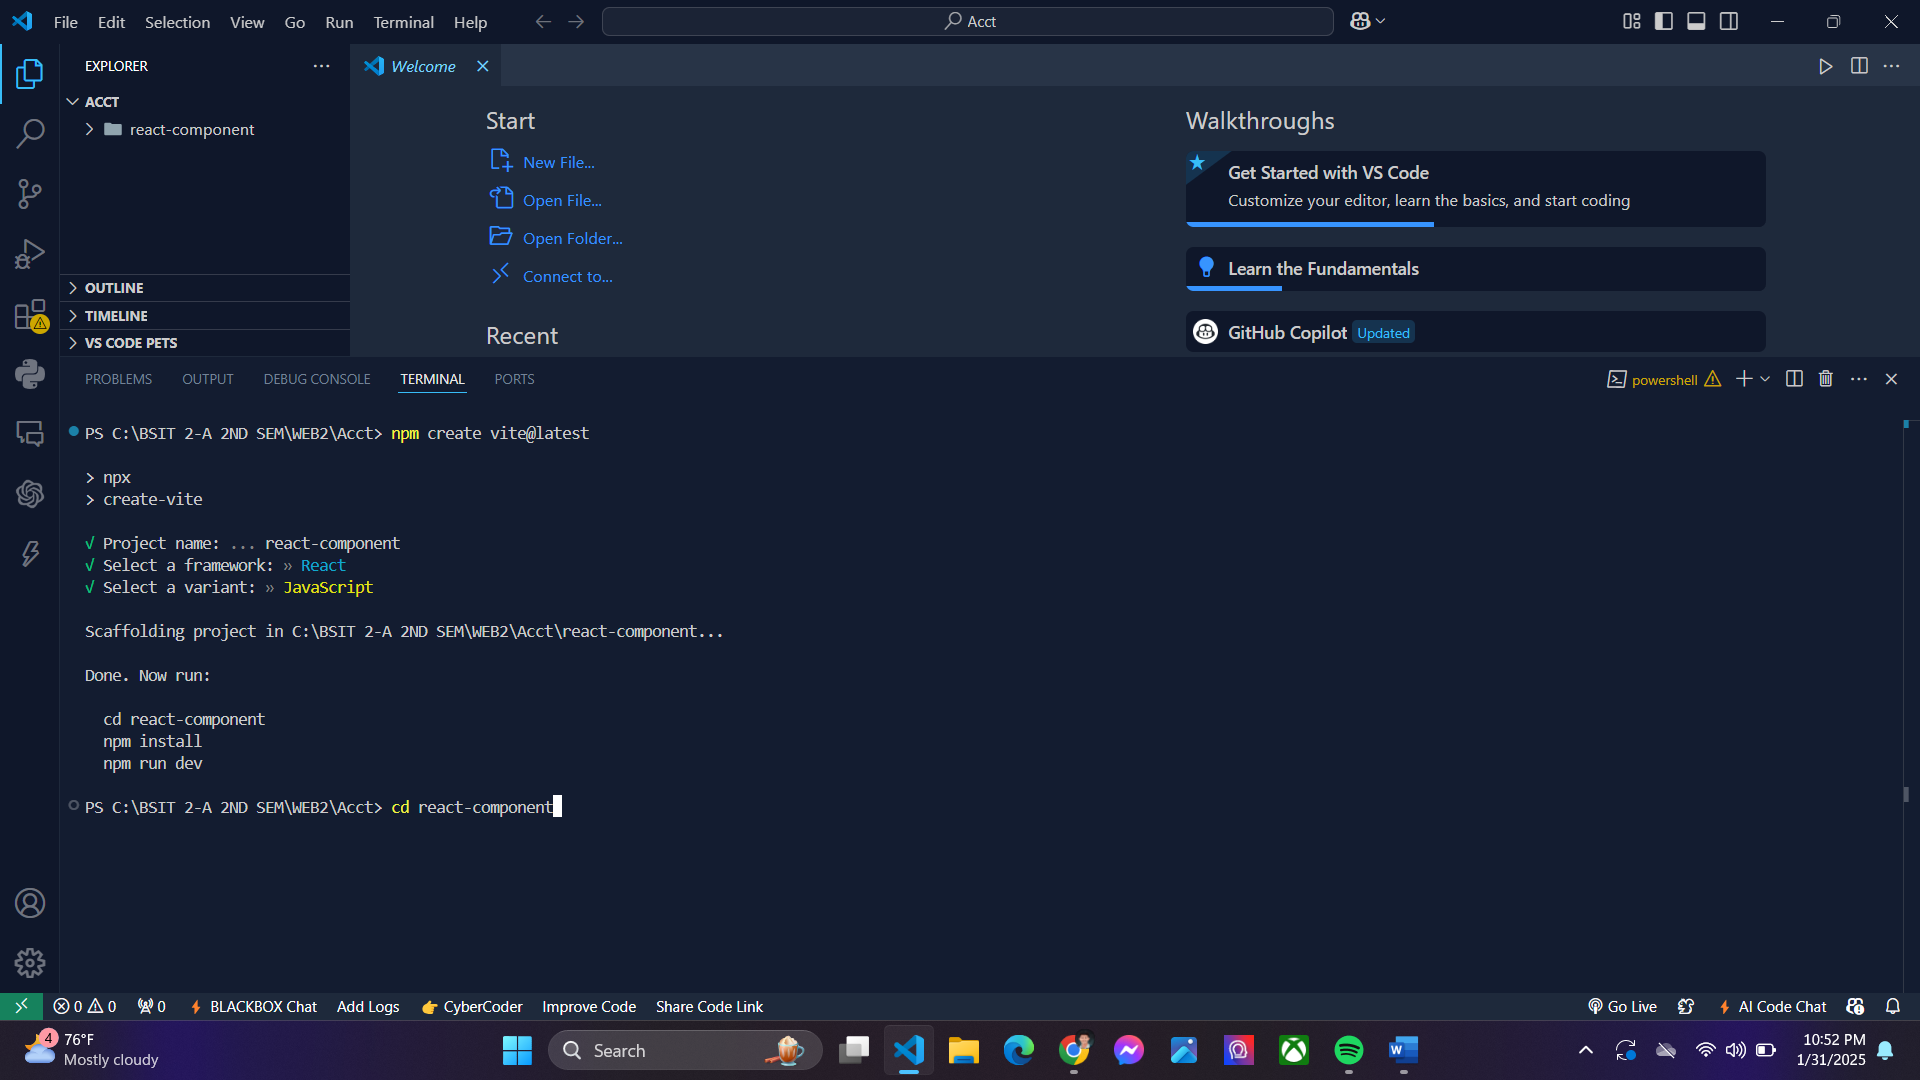 File Edit Selection View Go Run Terminal Help
Acct
EXPLORER
Welcome
ACCT
react-component
OUTLINE
TIMELINE
VS CODE PETS
Start
New File...
Open File...
Open Folder...
Connect to...
Recent
Walkthroughs
Get Started with VS Code
Customize your editor, learn the basics, and start coding
Learn the Fundamentals
GitHub Copilot Updated
PROBLEMS OUTPUT DEBUG CONSOLE TERMINAL PORTS
powershell
PS C:\BSIT 2-A 2ND SEM\WEB2\Acct> npm create vite@latest
> npx
> create-vite
√ Project name: ... react-component
√ Select a framework: » React
√ Select a variant: » JavaScript
Scaffolding project in C:\BSIT 2-A 2ND SEM\WEB2\Acct\react-component...
Done. Now run:
cd react-component
npm install
npm run dev
PS C:\BSIT 2-A 2ND SEM\WEB2\Acct> cd react-component
0 0 0 BLACKBOX Chat Add Logs CyberCoder Improve Code Share Code Link
Go Live AI Code Chat
4
76°F
Mostly cloudy
Search
10:52 PM
1/31/2025